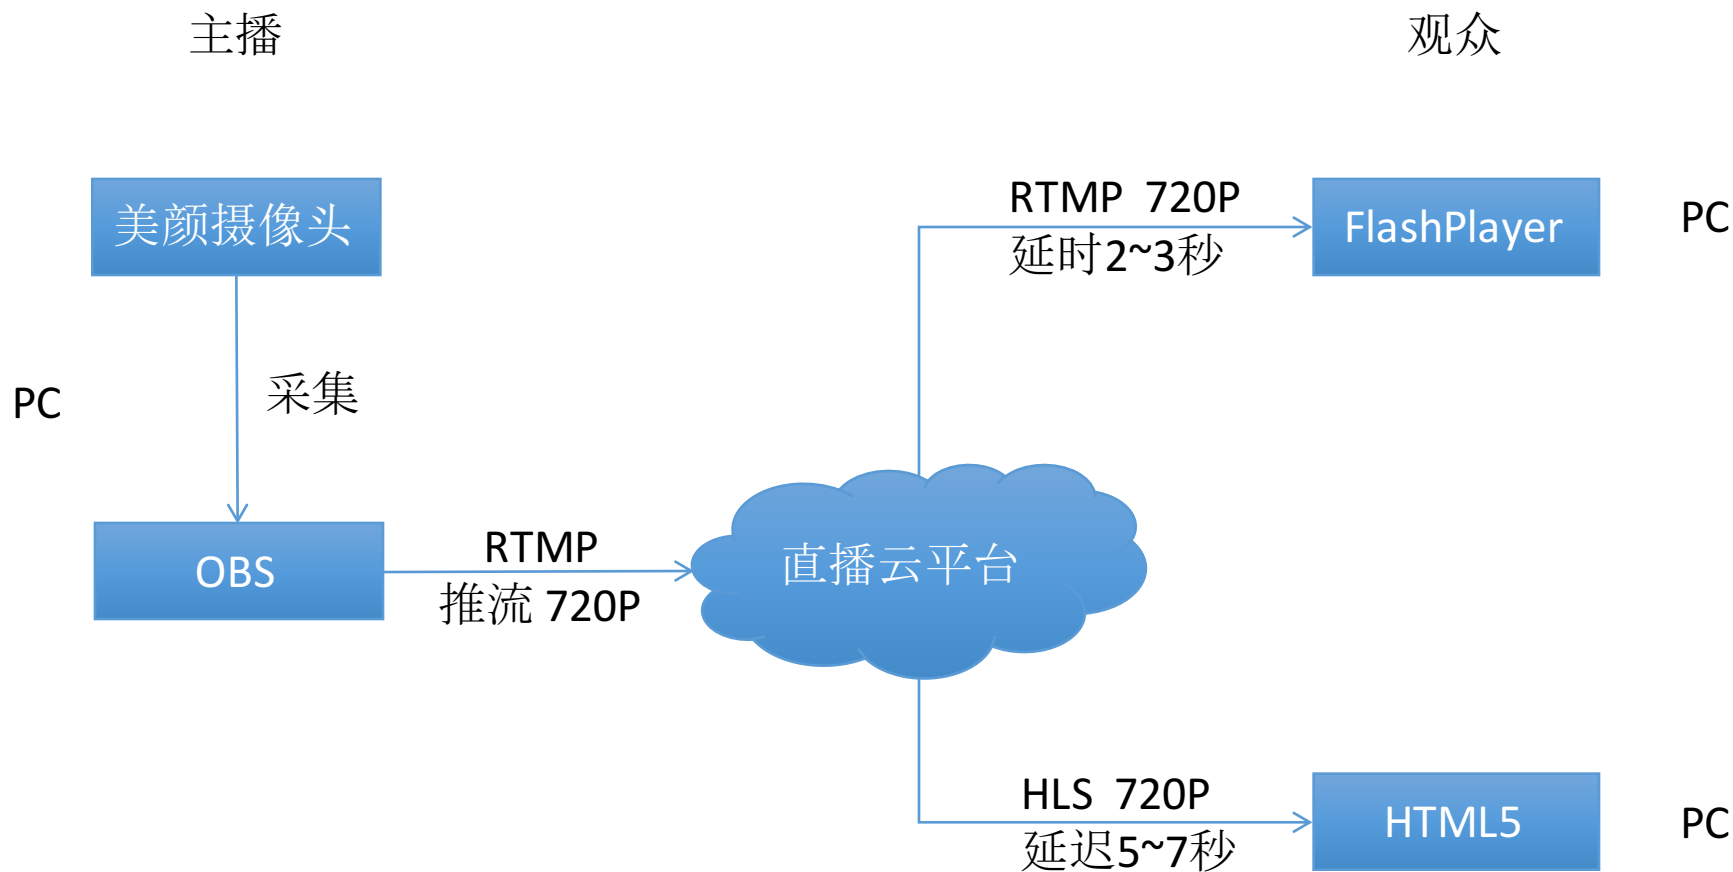 主播
观众
美颜摄像头
RTMP 720P
延时2~3秒
FlashPlayer
PC
PC
采集
OBS
RTMP
推流 720P
直播云平台
HLS 720P
延迟5~7秒
HTML5
PC